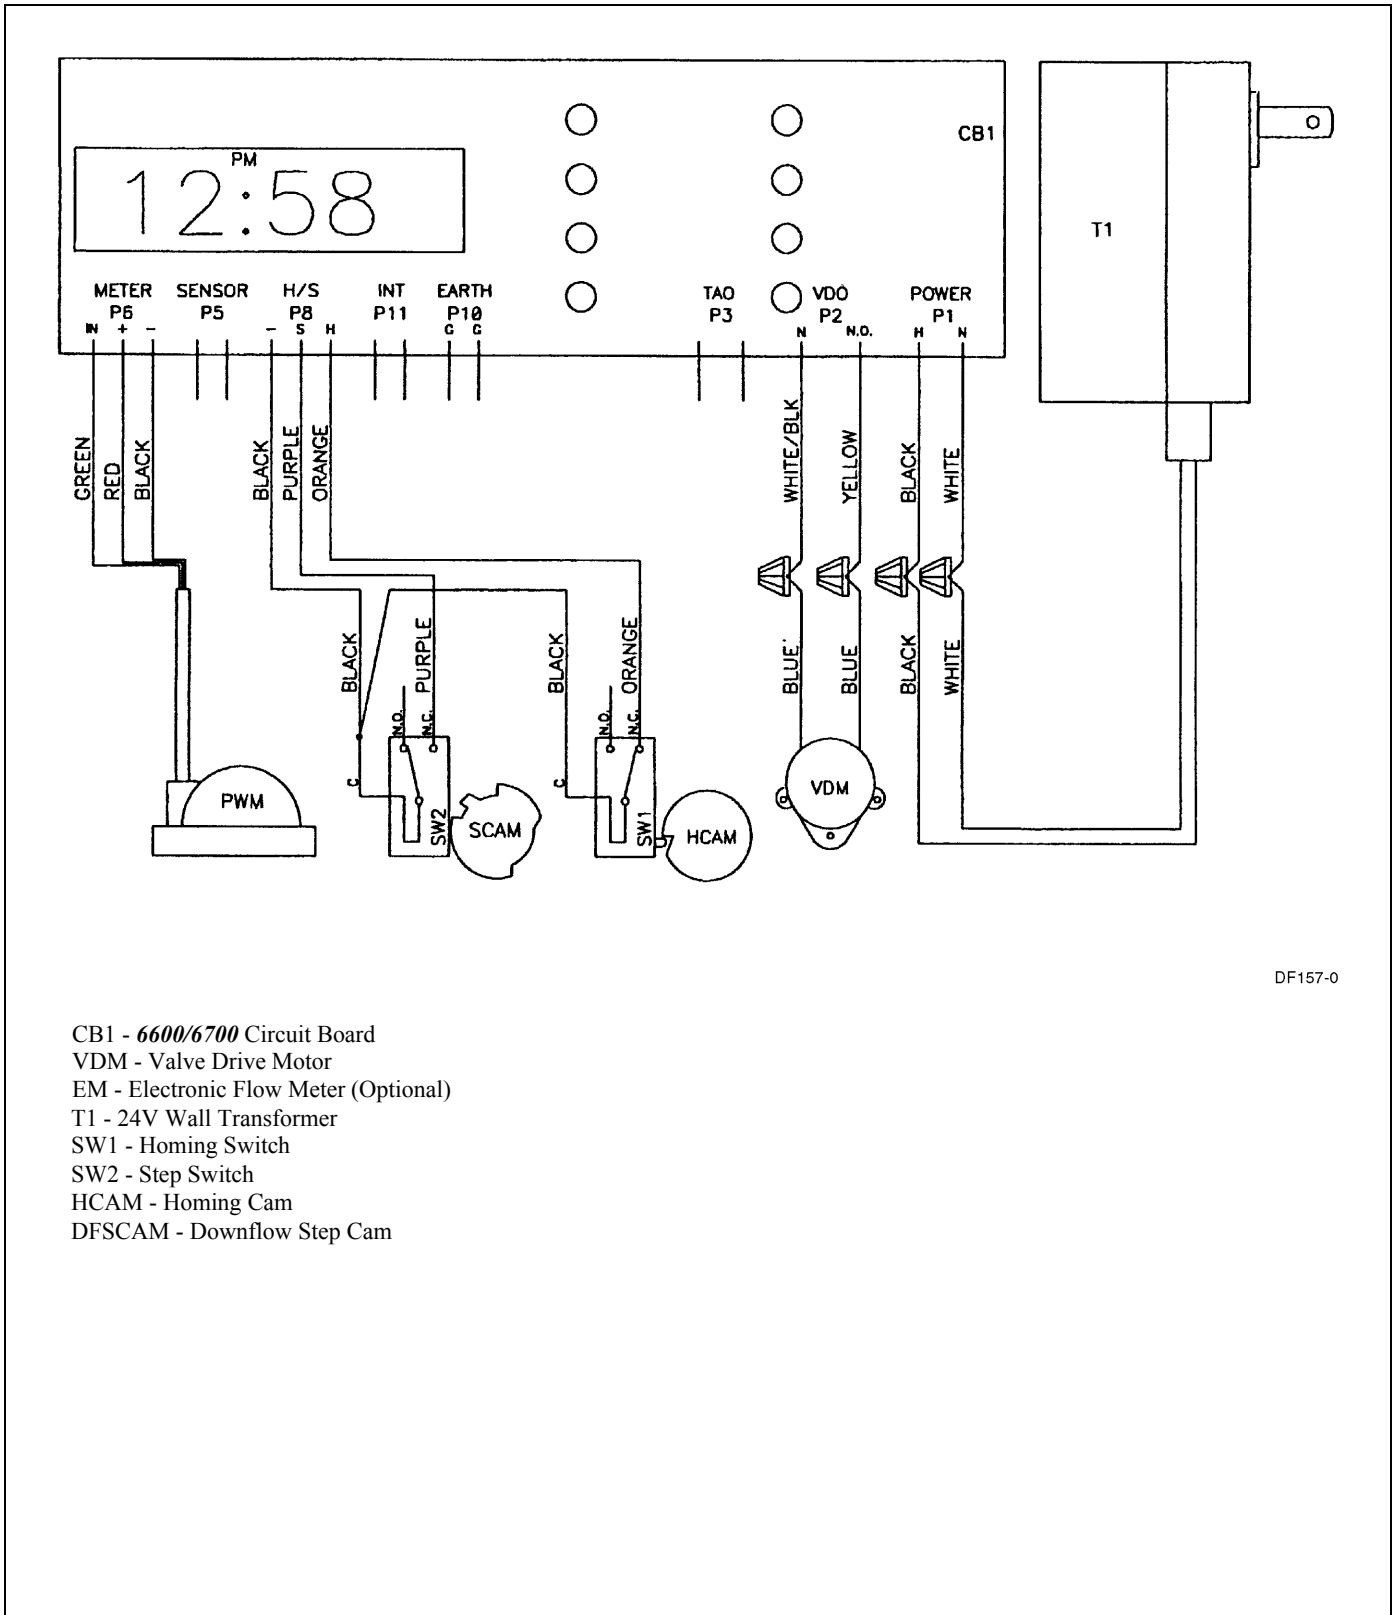 CB1
PM
12:58
T1
METER SENSOR H/S INT EARTH TAO VDO POWER
P6 P5 P8 P11 P10 P3 P2 P1
IN + - - S H G G N N.O. H N
GREEN
RED
BLACK
BLACK
PURPLE
ORANGE
WHITE/BLK
YELLOW
BLACK
WHITE
BLACK
PURPLE
BLACK
ORANGE
BLUE
BLUE
BLACK
WHITE
N.O.
N.C.
N.O.
N.C.
C
C
PWM
SW2
SCAM
SW1
HCAM
VDM
DF157-0
CB1 - 6600/6700 Circuit Board
VDM - Valve Drive Motor
EM - Electronic Flow Meter (Optional)
T1 - 24V Wall Transformer
SW1 - Homing Switch
SW2 - Step Switch
HCAM - Homing Cam
DFSCAM - Downflow Step Cam